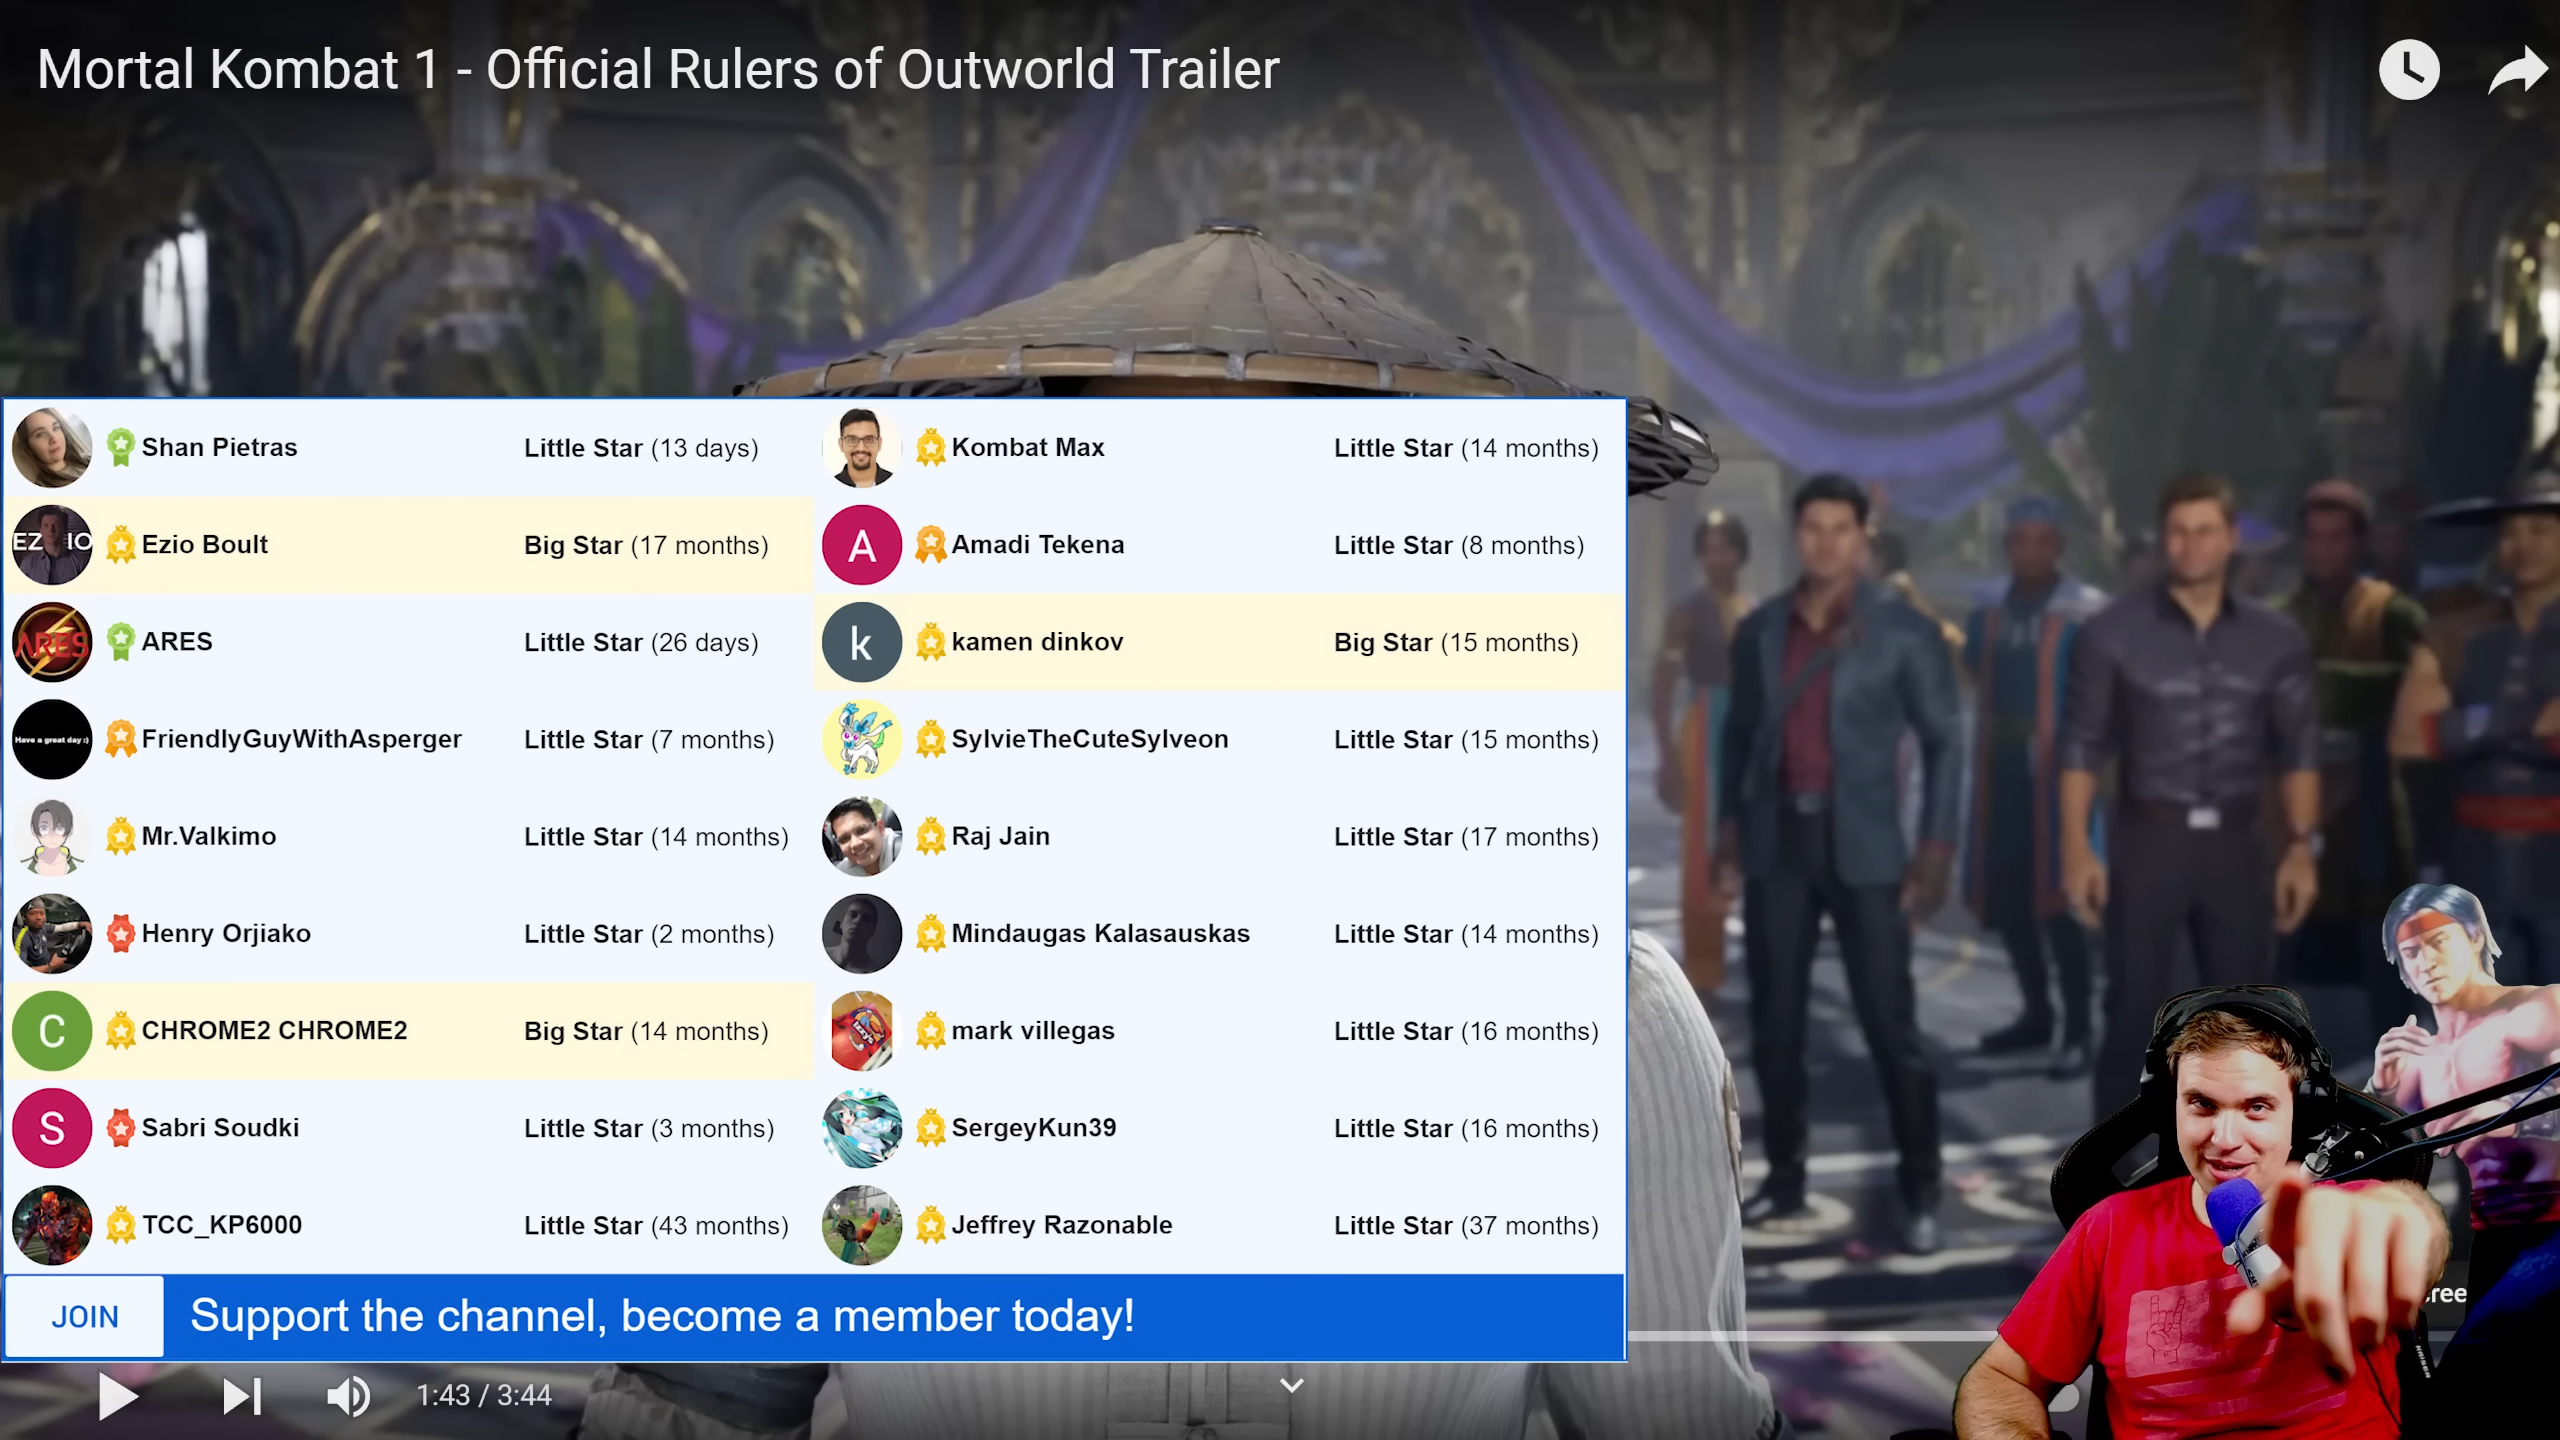 Mortal Kombat 1 - Official Rulers of Outworld Trailer
Shan Pietras Little Star (13 days)
Kombat Max Little Star (14 months)
EZ IO Ezio Boult Big Star (17 months)
A Amadi Tekena Little Star (8 months)
ARES ARES Little Star (26 days)
k kamen dinkov Big Star (15 months)
Have a great day :) FriendlyGuyWithAsperger Little Star (7 months)
SylvieTheCuteSylveon Little Star (15 months)
Mr.Valkimo Little Star (14 months)
Raj Jain Little Star (17 months)
Henry Orjiako Little Star (2 months)
Mindaugas Kalasauskas Little Star (14 months)
C CHROME2 CHROME2 Big Star (14 months)
mark villegas Little Star (16 months)
S Sabri Soudki Little Star (3 months)
SergeyKun39 Little Star (16 months)
TCC_KP6000 Little Star (43 months)
Jeffrey Razonable Little Star (37 months)
JOIN Support the channel, become a member today!
1:43 / 3:44